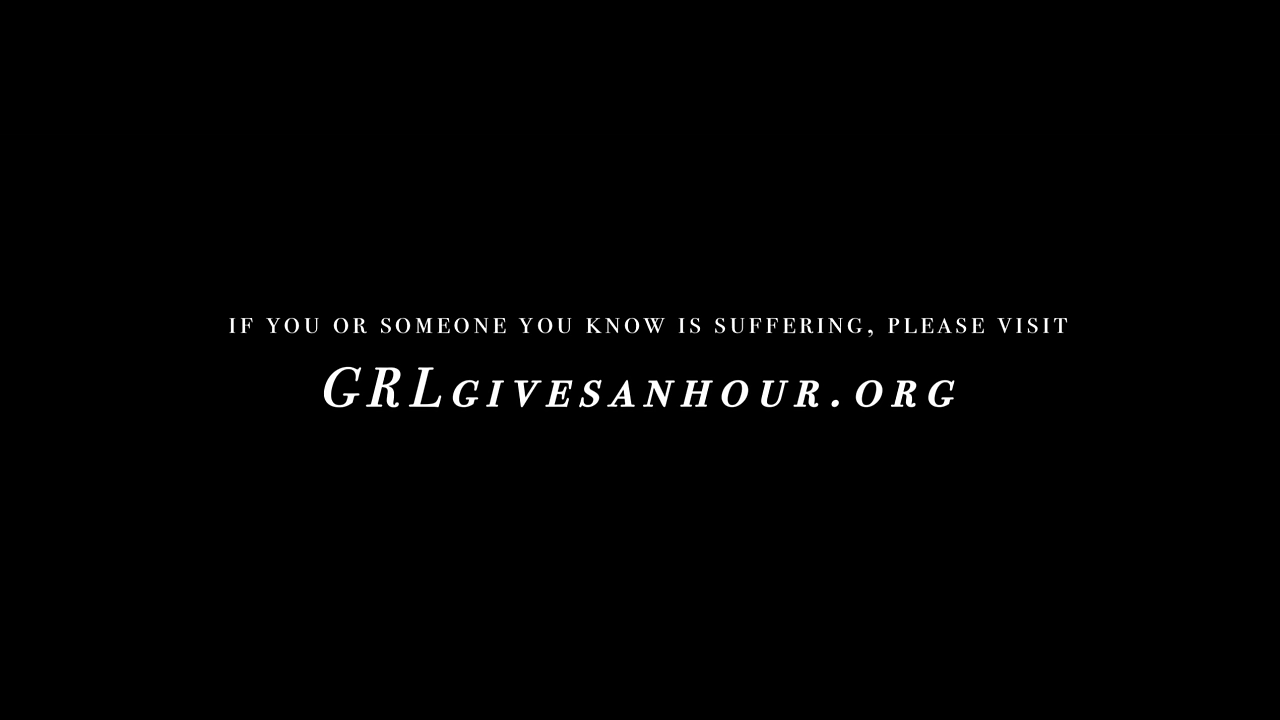 IF YOU OR SOMEONE YOU KNOW IS SUFFERING, PLEASE VISIT
GRLGIVESANHOUR.ORG